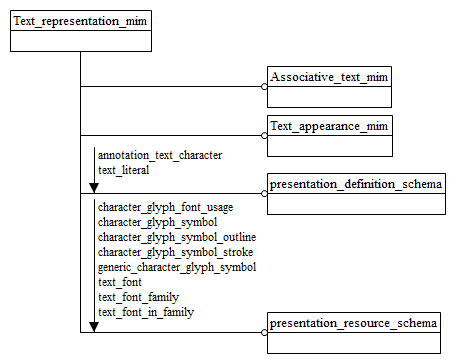 Text_representation_mim
Associative_text_mim
Text_appearance_mim
annotation_text_character
text_literal
presentation_definition_schema
character_glyph_font_usage
character_glyph_symbol
character_glyph_symbol_outline
character_glyph_symbol_stroke
generic_character_glyph_symbol
text_font
text_font_family
text_font_in_family
presentation_resource_schema